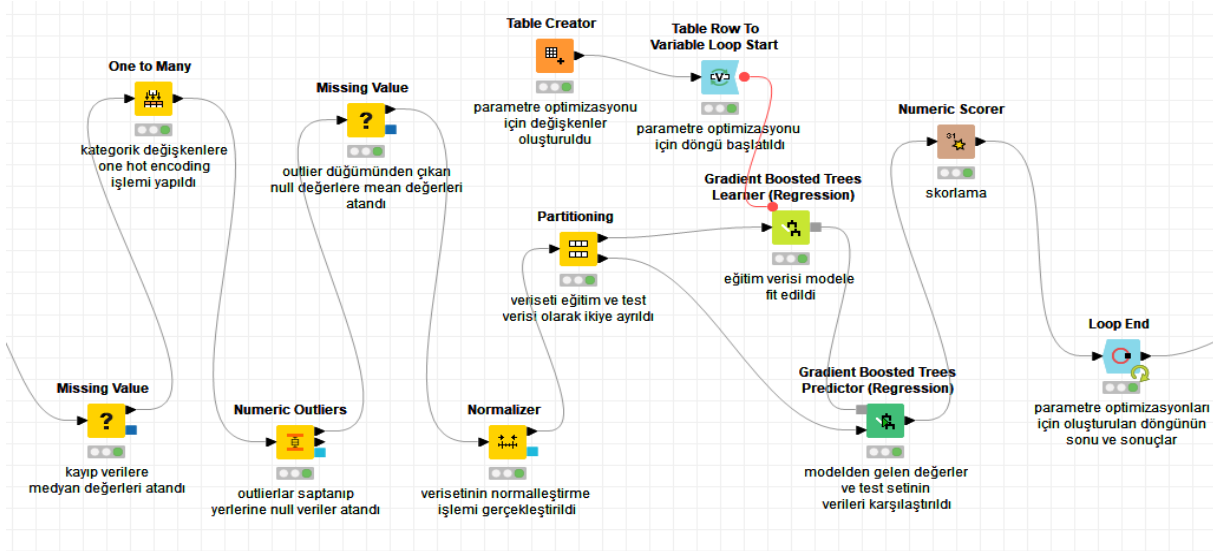 One to Many
kategorik değişkenlere
one hot encoding
işlemi yapıldı
Missing Value
?
outlier düğümünden çıkan
null değerlere mean değerleri
atandı
Table Creator
parametre optimizasyonu
için değişkenler
oluşturuldu
Table Row To
Variable Loop Start
V
parametre optimizasyonu
için döngü başlatıldı
Numeric Scorer
31
skorlama
Partitioning
veriseti eğitim ve test
verisi olarak ikiye ayrıldı
Gradient Boosted Trees
Learner (Regression)
eğitim verisi modele
fit edildi
Loop End
parametre optimizasyonları
için oluşturulan döngünün
sonu ve sonuçlar
Missing Value
?
kayıp verilere
medyan değerleri atandı
Numeric Outliers
outlierlar saptanıp
yerlerine null veriler atandı
Normalizer
verisetinin normalleştirme
işlemi gerçekleştirildi
Gradient Boosted Trees
Predictor (Regression)
modelden gelen değerler
ve test setinin
verileri karşılaştırıldı